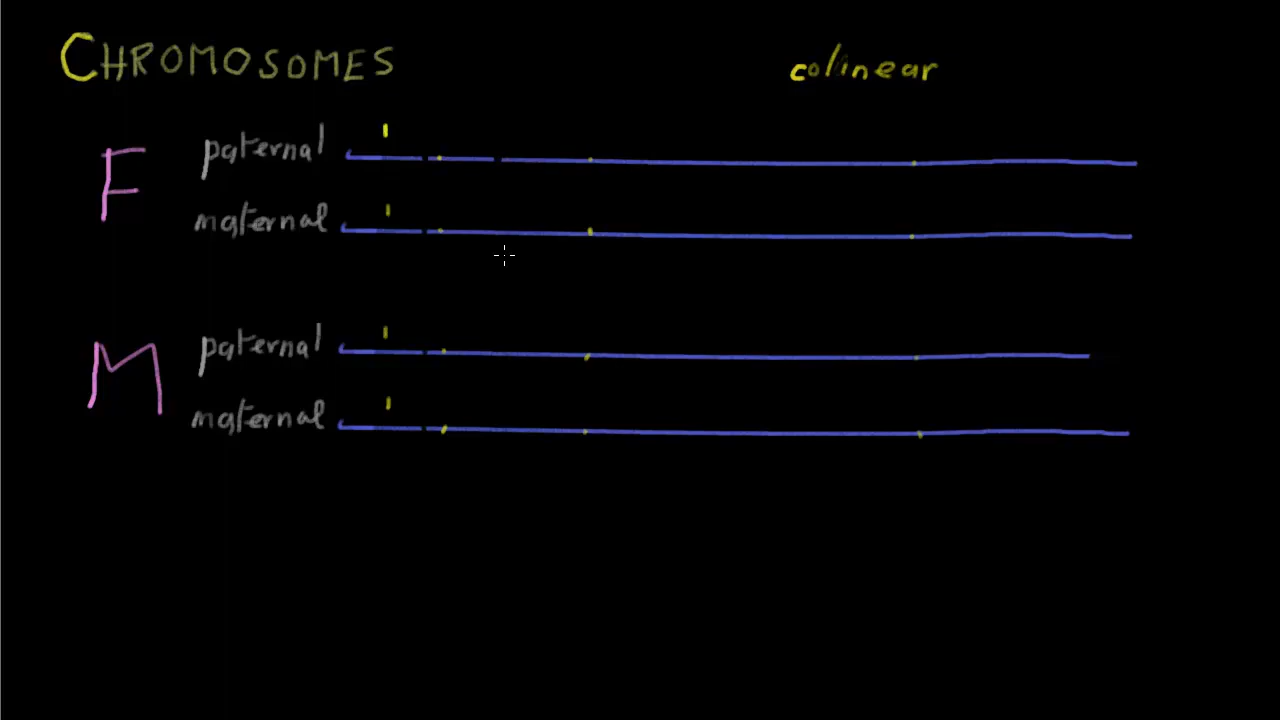 CHROMOSOMES
colinear
F
paternal
maternal
M
paternal
maternal